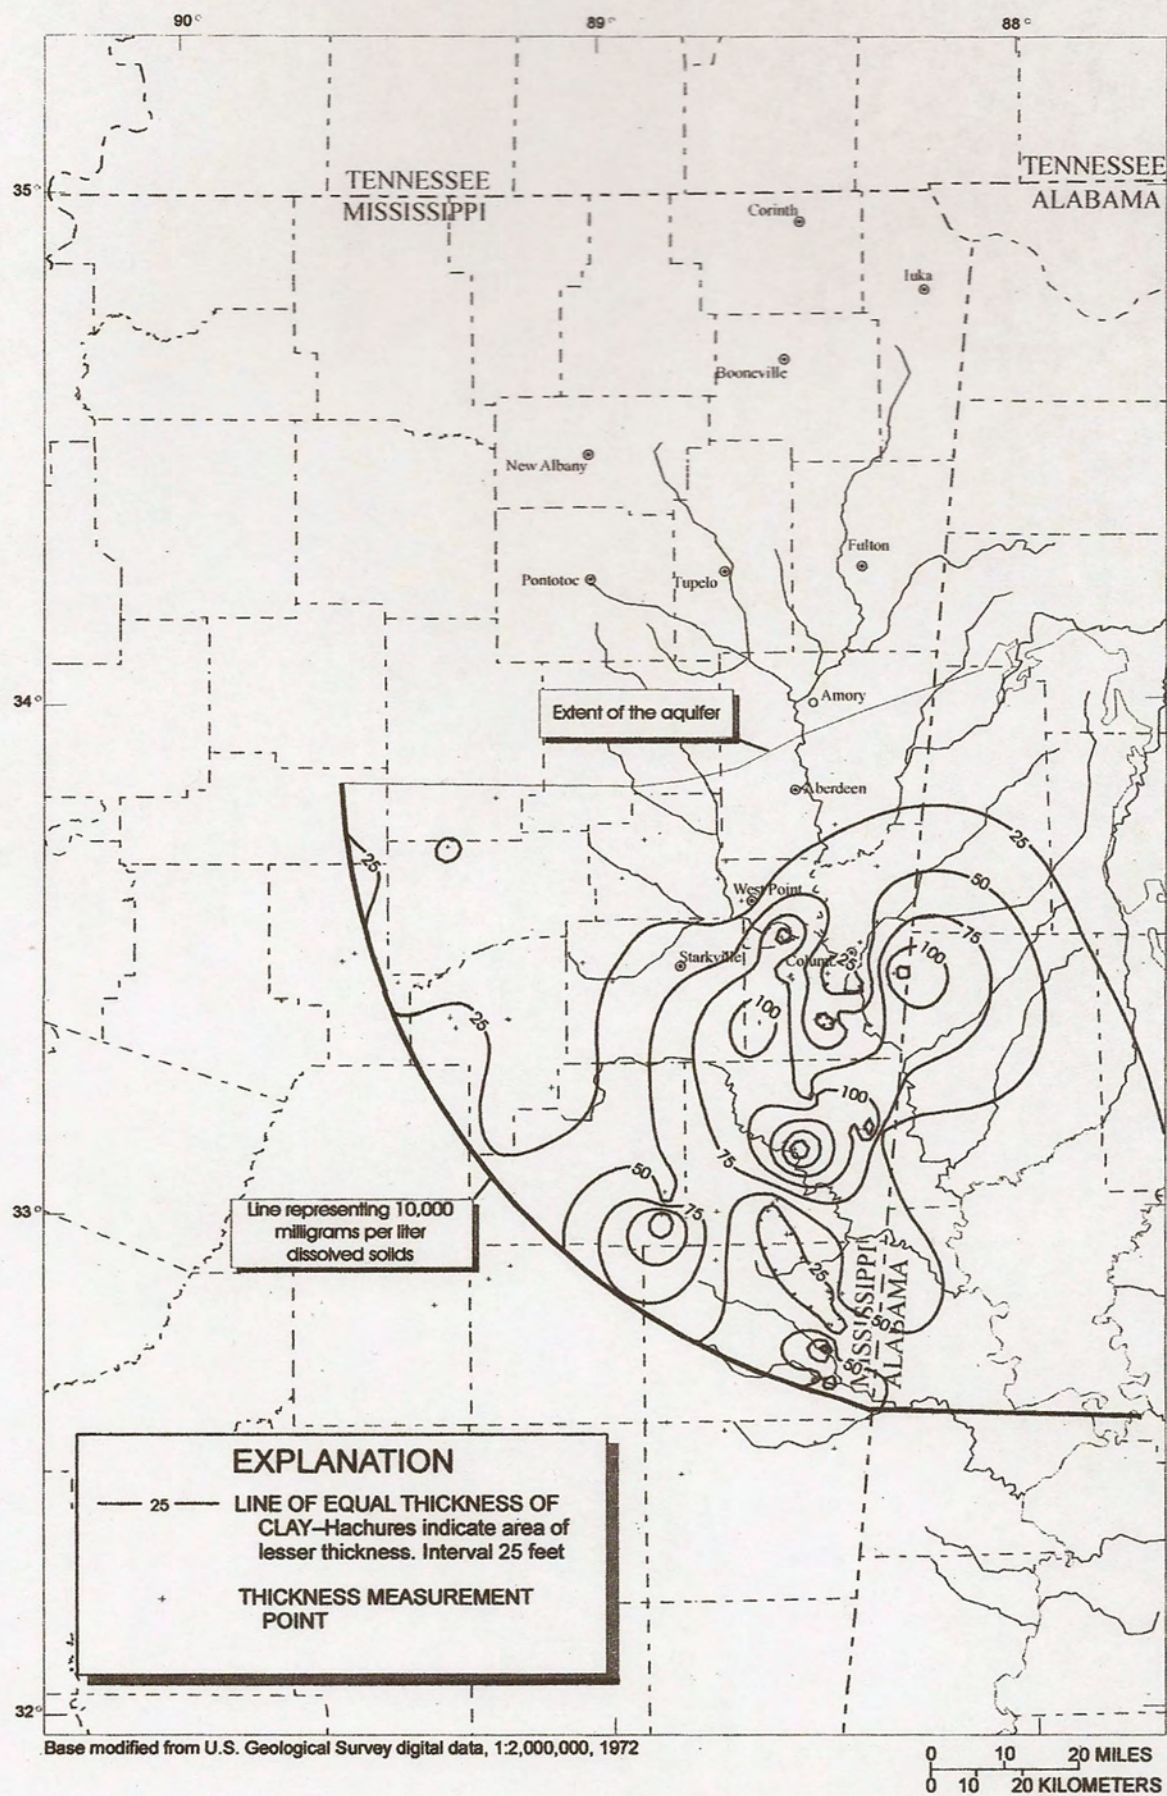 90°
89°
88°
35°
TENNESSEE
MISSISSIPPI
TENNESSEE
ALABAMA
Corinth
Iuka
Booneville
New Albany
Fulton
Pontotoc
Tupelo
34°
Amory
Extent of the aquifer
Aberdeen
25
25
50
West Point
75
Starkville
25
100
100
25
100
75
50
33°
Line representing 10,000
milligrams per liter
dissolved solids
75
25
MISSISSIPPI
ALABAMA
50
50
EXPLANATION
25 LINE OF EQUAL THICKNESS OF
CLAY–Hachures indicate area of
lesser thickness. Interval 25 feet
THICKNESS MEASUREMENT
POINT
32°
Base modified from U.S. Geological Survey digital data, 1:2,000,000, 1972
0 10 20 MILES
0 10 20 KILOMETERS